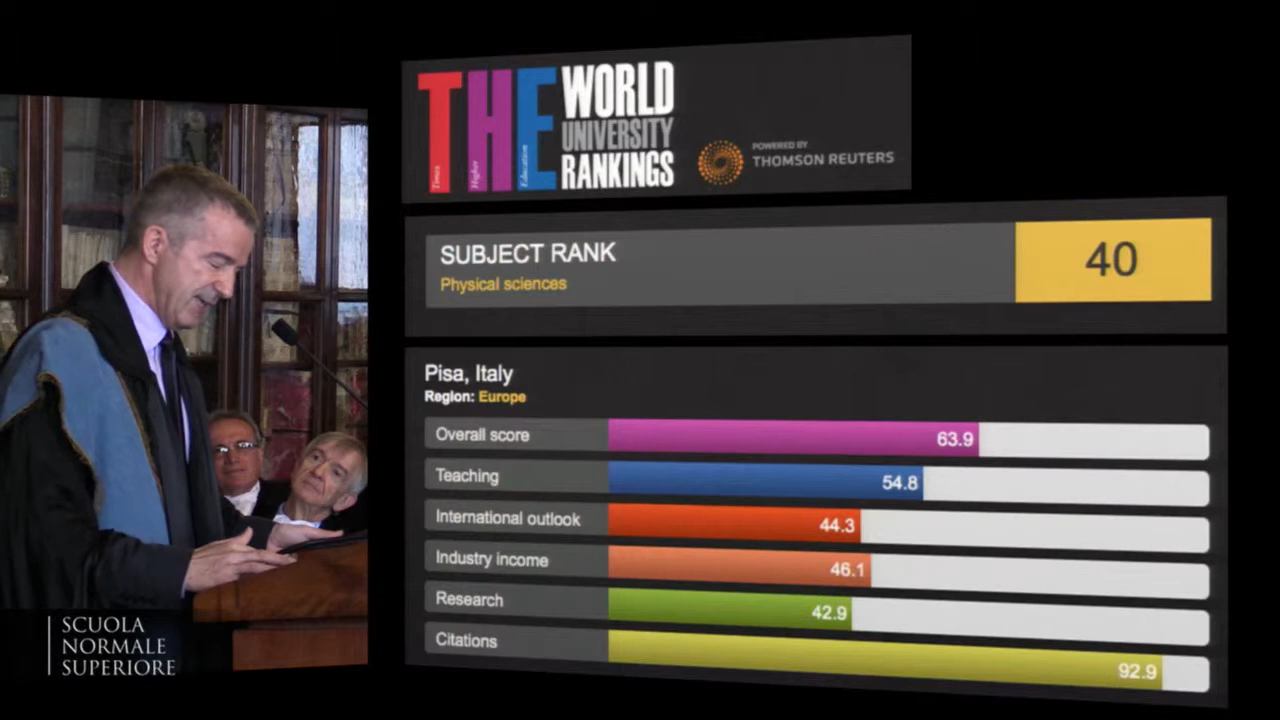 THE
Times
Higher
Education
WORLD
UNIVERSITY
RANKINGS
POWERED BY
THOMSON REUTERS
SUBJECT RANK
Physical sciences
40
Pisa, Italy
Region: Europe
Overall score 63.9
Teaching 54.8
International outlook 44.3
Industry income 46.1
Research 42.9
Citations 92.9
SCUOLA
NORMALE
SUPERIORE